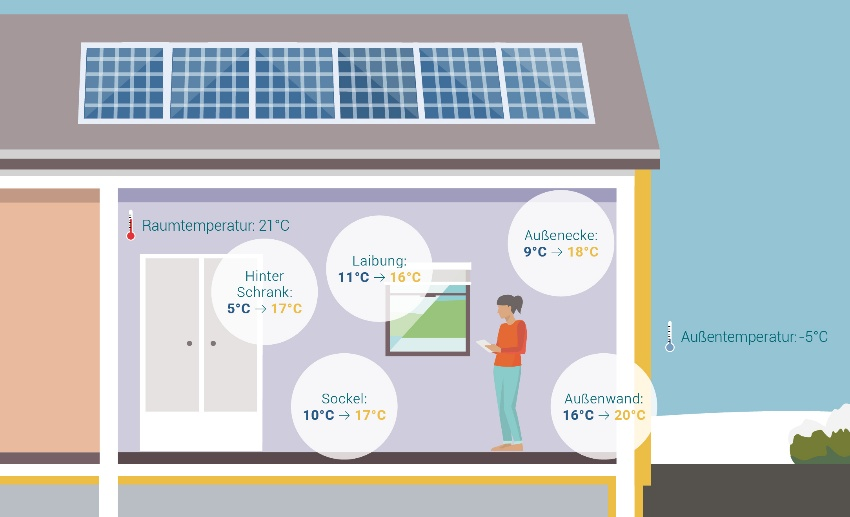 Raumtemperatur: 21°C
Hinter
Schrank:
5°C → 17°C
Laibung:
11°C → 16°C
Außenecke:
9°C → 18°C
Außentemperatur: -5°C
Sockel:
10°C → 17°C
Außenwand:
16°C → 20°C